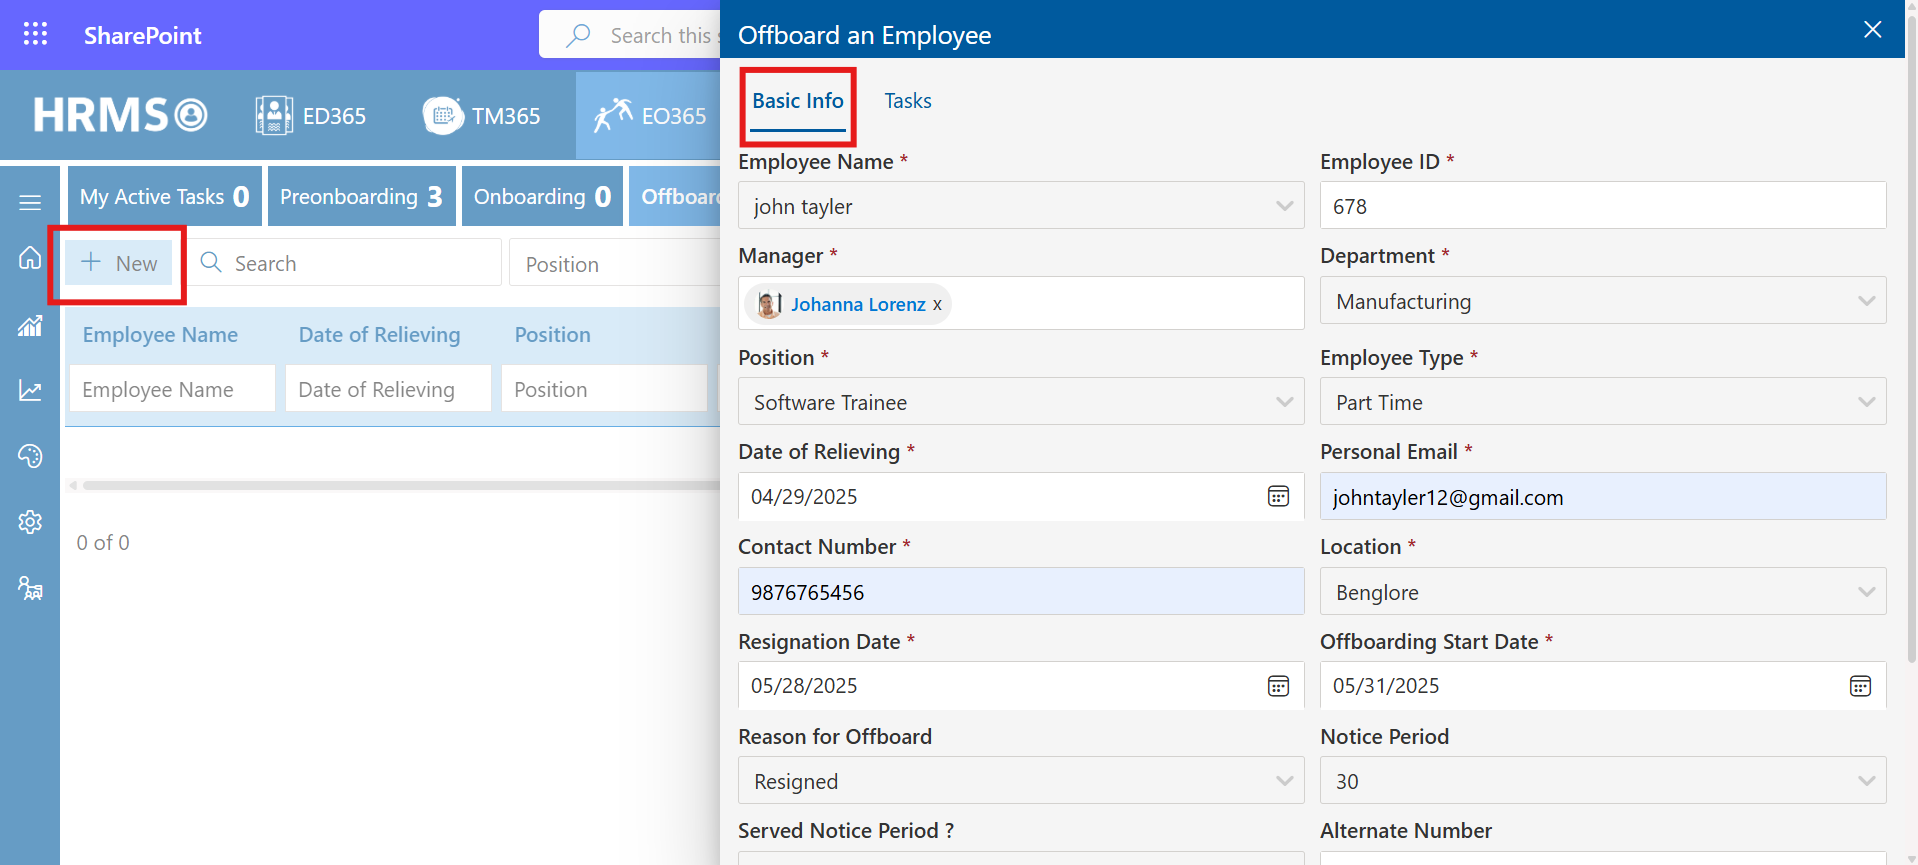 SharePoint
Search this s
HRMS
ED365
TM365
EO365
My Active Tasks 0
Preonboarding 3
Onboarding 0
Offboard
+ New
Search
Position
Employee Name
Date of Relieving
Position
Employee Name
Date of Relieving
Position
0 of 0
Offboard an Employee
Basic Info
Tasks
Employee Name *
Employee ID *
john tayler
678
Manager *
Department *
Johanna Lorenz x
Manufacturing
Position *
Employee Type *
Software Trainee
Part Time
Date of Relieving *
Personal Email *
04/29/2025
johntayler12@gmail.com
Contact Number *
Location *
9876765456
Benglore
Resignation Date *
Offboarding Start Date *
05/28/2025
05/31/2025
Reason for Offboard
Notice Period
Resigned
30
Served Notice Period ?
Alternate Number